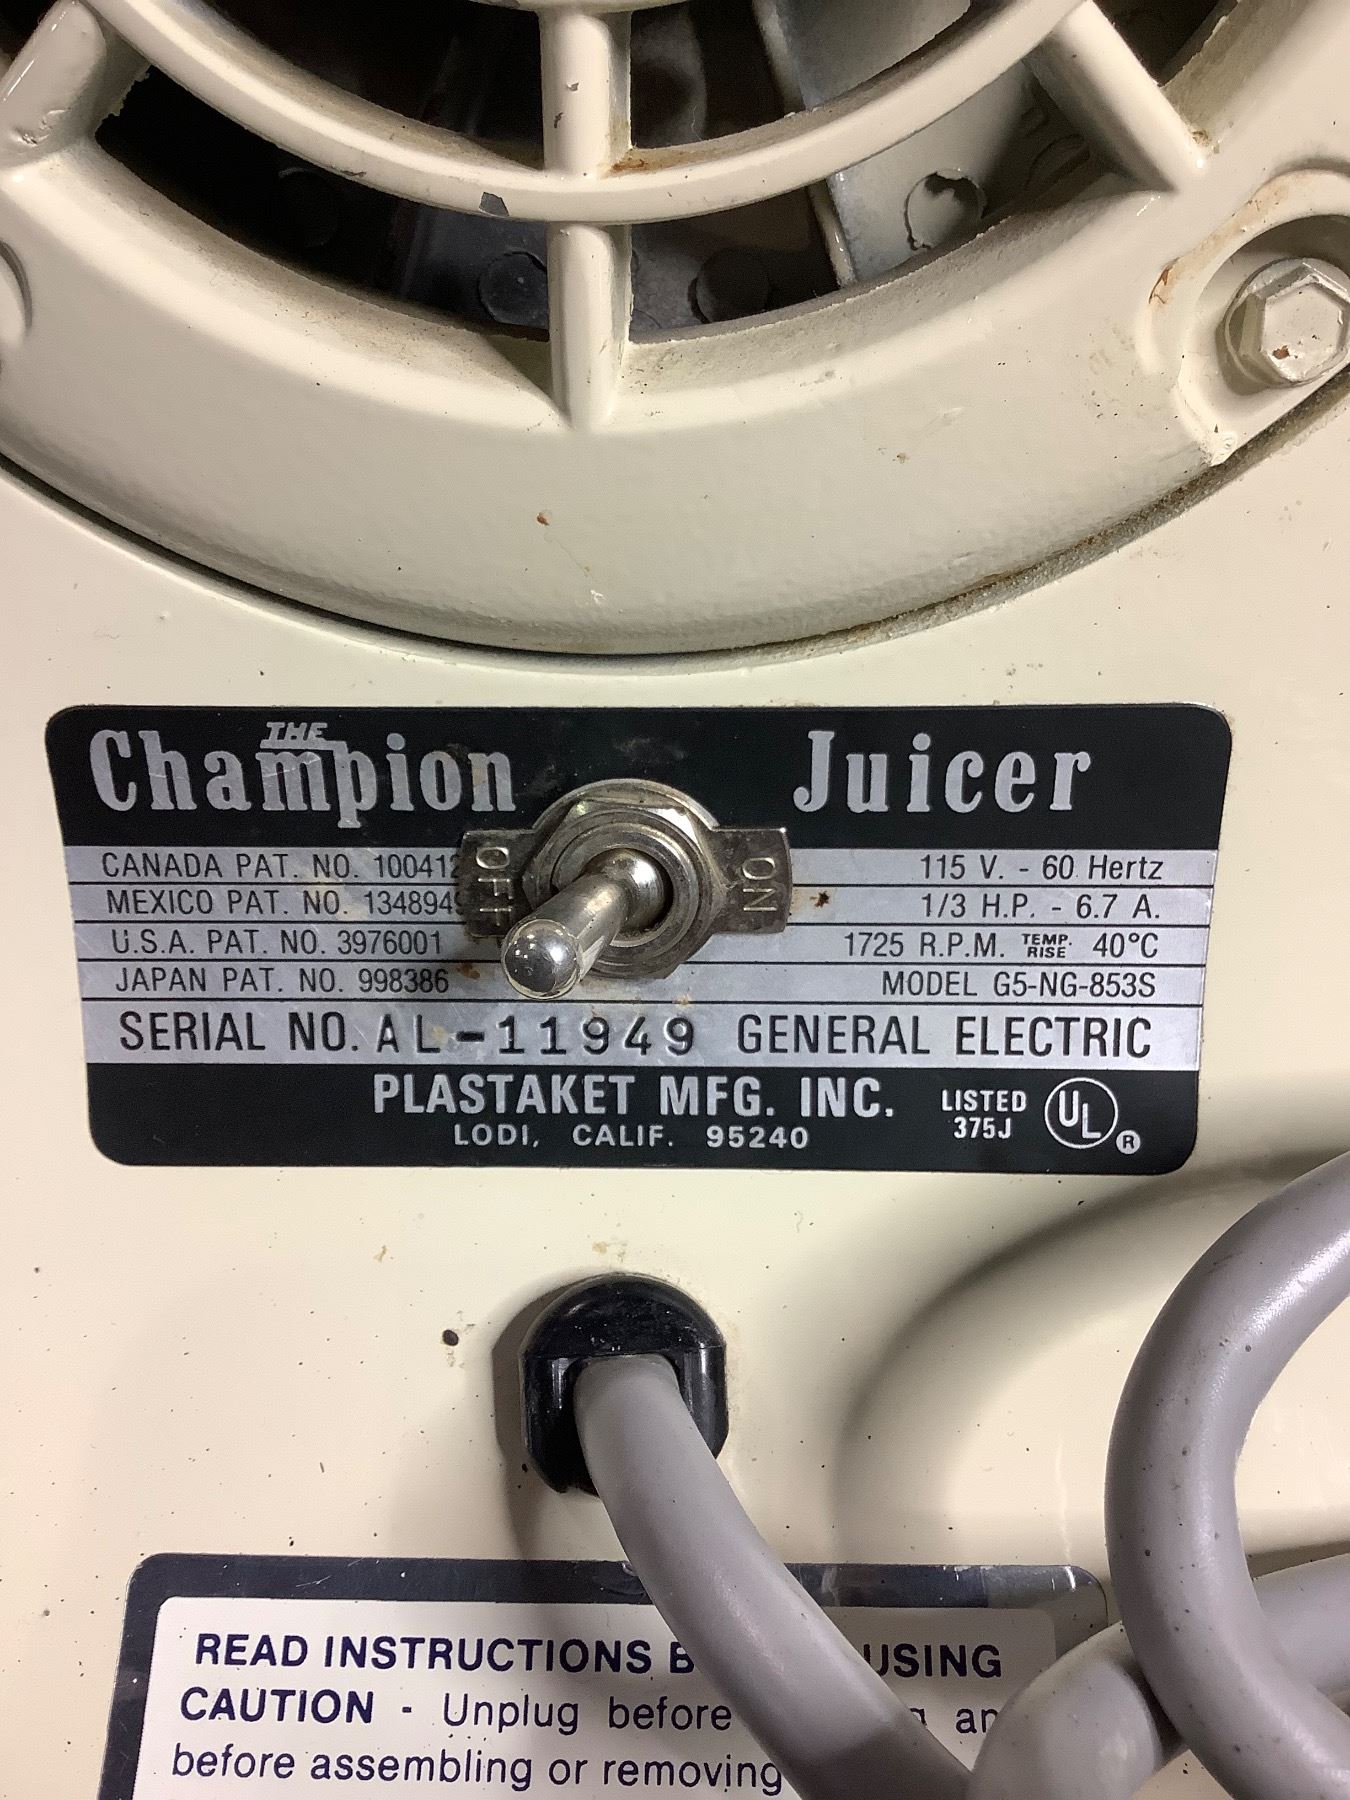 THE
Champion Juicer
CANADA PAT. NO. 100412
115 V. - 60 Hertz
MEXICO PAT. NO. 134894
1/3 H.P. - 6.7 A.
U.S.A. PAT. NO. 3976001
1725 R.P.M. TEMP. RISE 40°C
JAPAN PAT. NO. 998386
MODEL G5-NG-853S
OFF
ON
SERIAL NO. AL-11949 GENERAL ELECTRIC
PLASTAKET MFG. INC.
LODI, CALIF. 95240
LISTED
375J
UL ®
READ INSTRUCTIONS USING
CAUTION - Unplug before
before assembling or removing